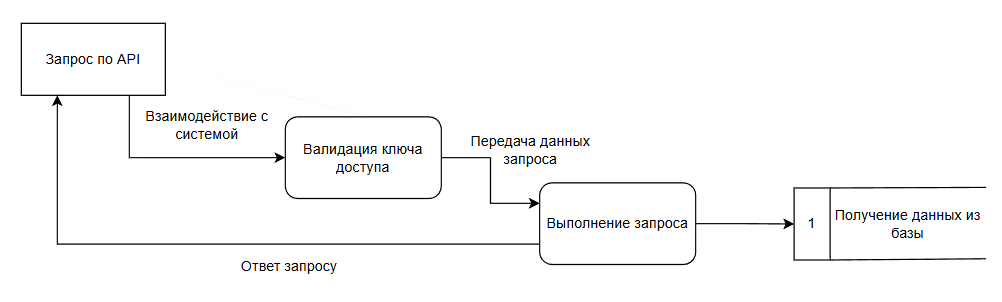 Запрос по API
Взаимодействие с
системой
Валидация ключа
доступа
Передача данных
запроса
Выполнение запроса
1
Получение данных из
базы
Ответ запросу